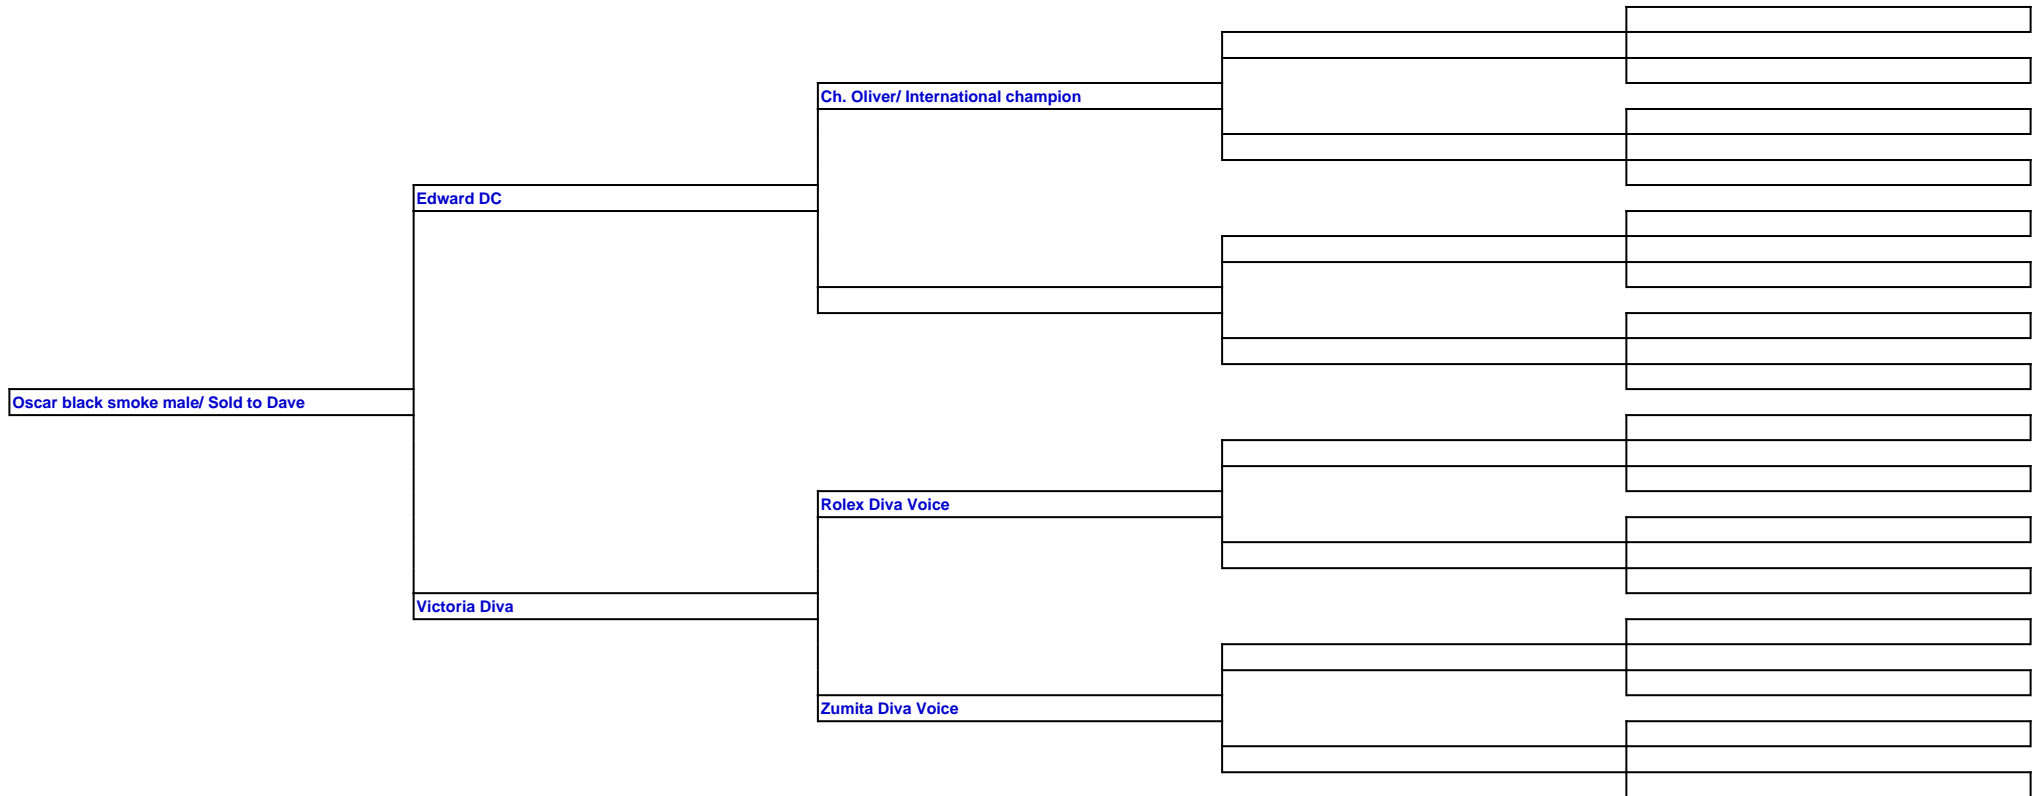 Ch. Oliver/ International champion
Edward DC
Oscar black smoke male/ Sold to Dave
Rolex Diva Voice
Victoria Diva
Zumita Diva Voice